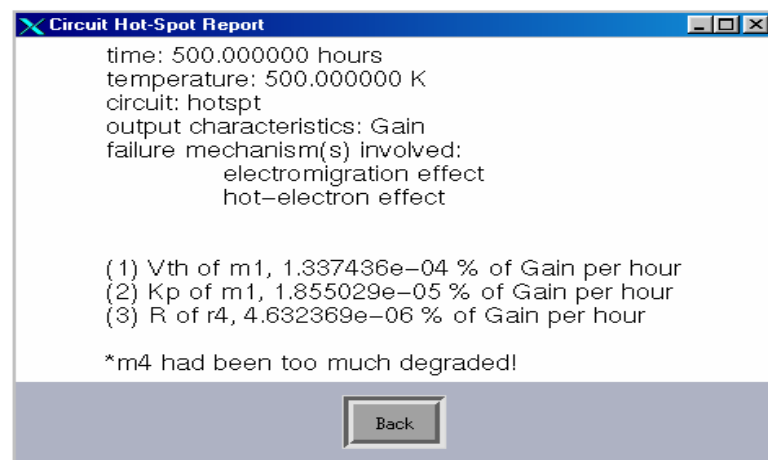 Circuit Hot-Spot Report
time: 500.000000 hours
temperature: 500.000000 K
circuit: hotspt
output characteristics: Gain
failure mechanism(s) involved:
electromigration effect
hot-electron effect
(1) Vth of m1, 1.337436e-04 % of Gain per hour
(2) Kp of m1, 1.855029e-05 % of Gain per hour
(3) R of r4, 4.632369e-06 % of Gain per hour
*m4 had been too much degraded!
Back